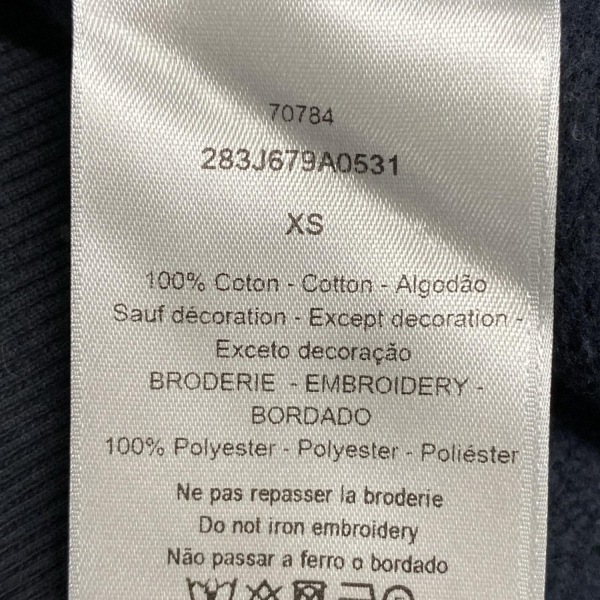 70784
283J679A0531
XS
100% Coton - Cotton - Algodão
Sauf décoration - Except decoration -
Exceto decoração
BRODERIE - EMBROIDERY -
BORDADO
100% Polyester - Polyester - Poliéster
Ne pas repasser la broderie
Do not iron embroidery
Não passar a ferro o bordado